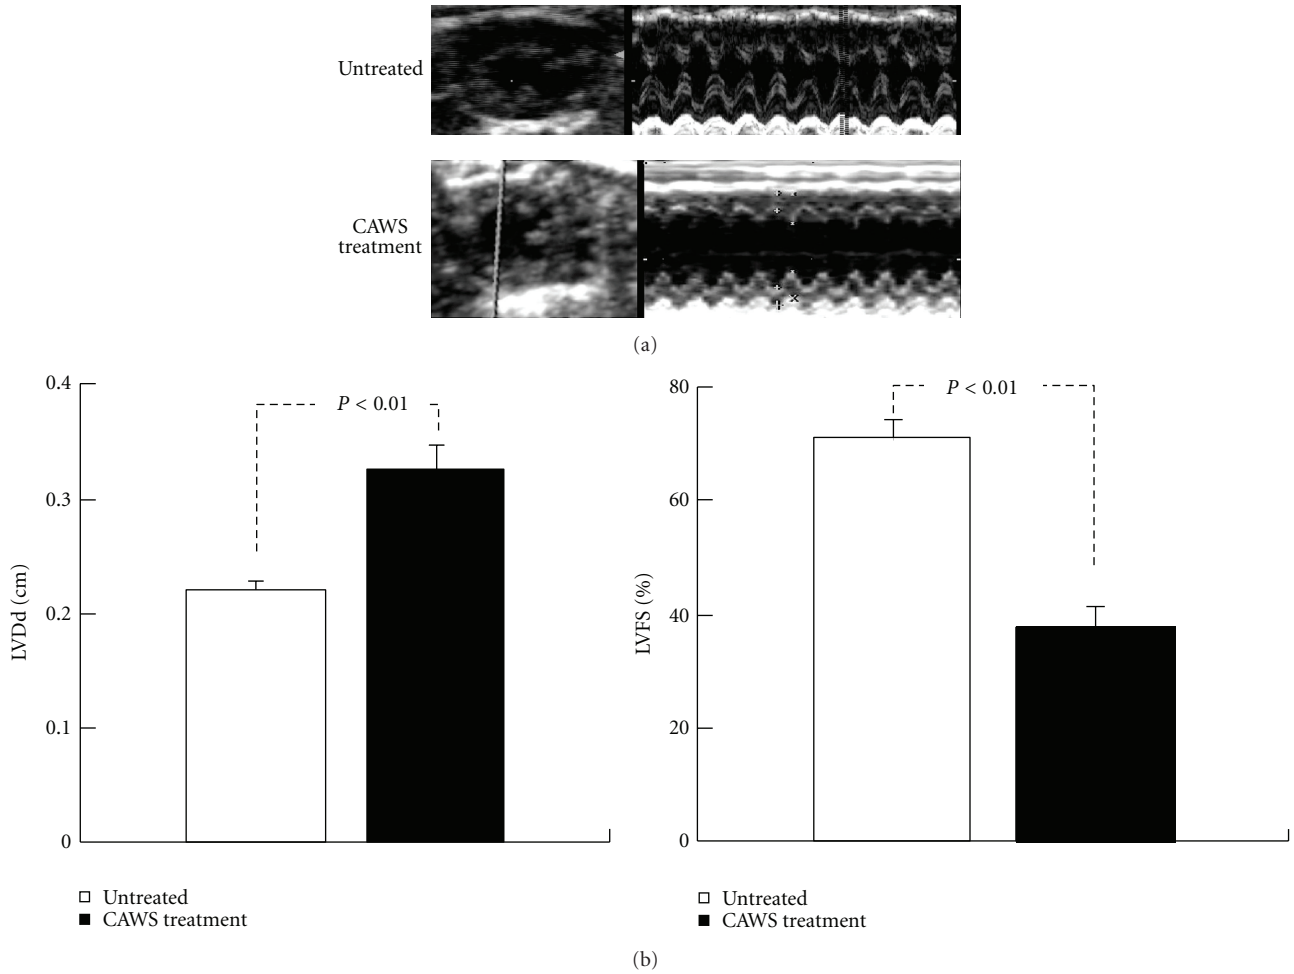 Untreated
CAWS
treatment
(a)
0.4
0.3
0.2
0.1
0
LVDd (cm)
P < 0.01
Untreated
CAWS treatment
80
60
40
20
0
LVFS (%)
P < 0.01
Untreated
CAWS treatment
(b)